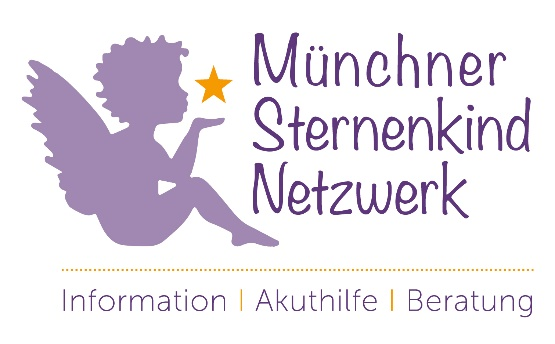 Münchner
Sternenkind
Netzwerk
Information | Akuthilfe | Beratung